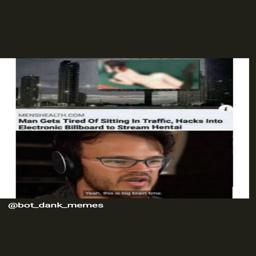 MENSHEALTH.COM
Man Gets Tired Of Sitting In Traffic, Hacks Into
Electronic Billboard to Stream Hentai
Yeah, this is big brain time.
@bot_dank_memes